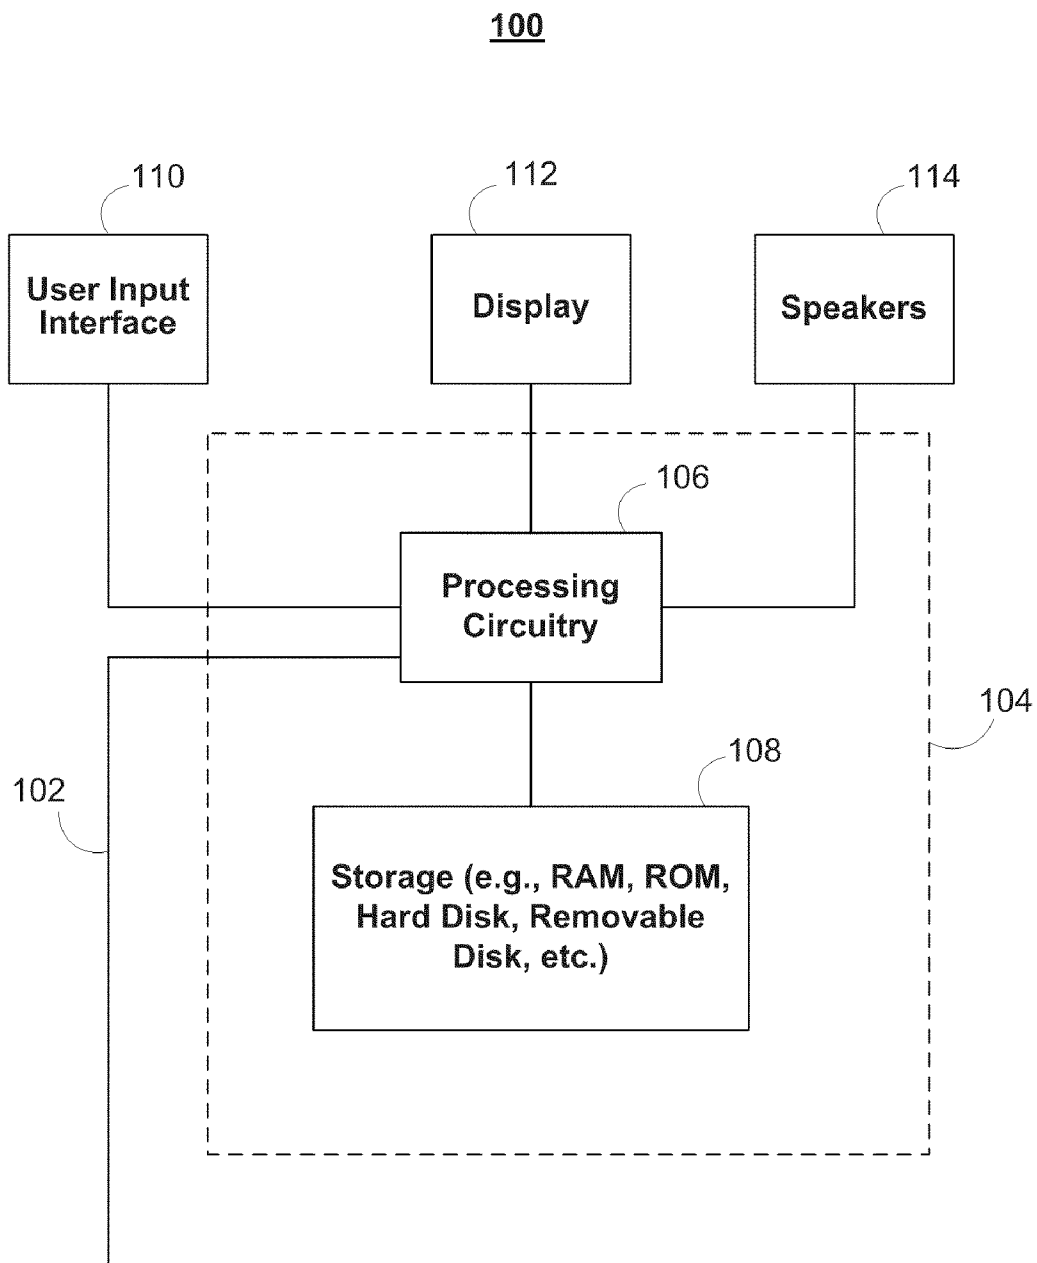 100
110
112
114
User Input
Interface
Display
Speakers
106
Processing
Circuitry
104
108
102
Storage (e.g., RAM, ROM,
Hard Disk, Removable
Disk, etc.)